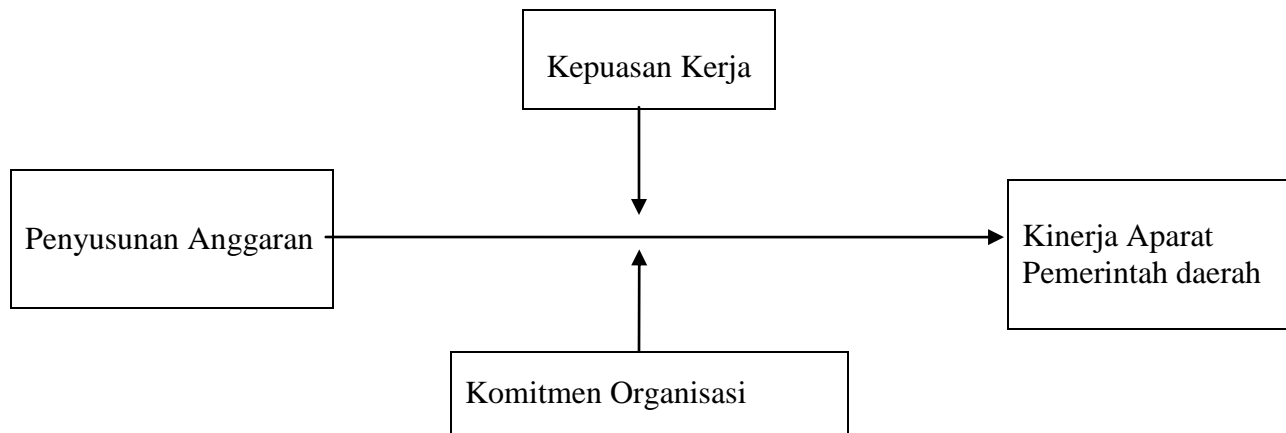 Kepuasan Kerja
Penyusunan Anggaran
Kinerja Aparat
Pemerintah daerah
Komitmen Organisasi